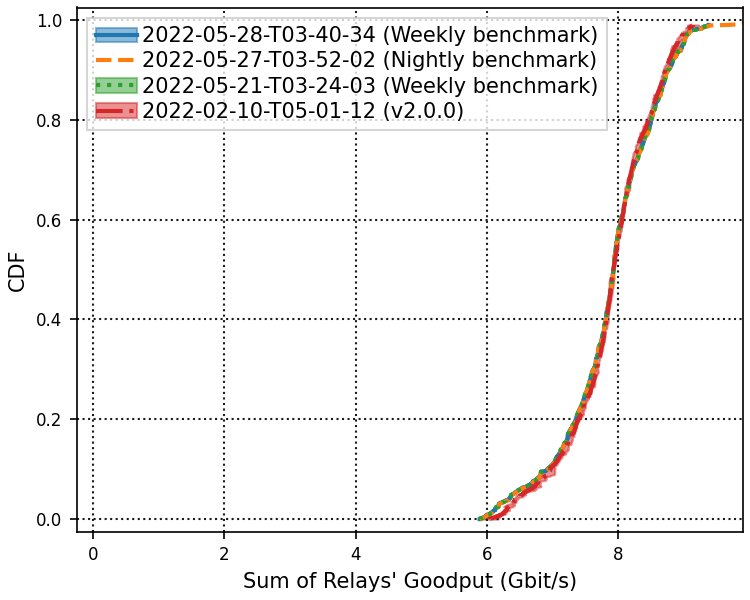 1.0
2022-05-28-T03-40-34 (Weekly benchmark)
2022-05-27-T03-52-02 (Nightly benchmark)
2022-05-21-T03-24-03 (Weekly benchmark)
2022-02-10-T05-01-12 (v2.0.0)
0.8
0.6
CDF
0.4
0.2
0.0
0 2 4 6 8
Sum of Relays' Goodput (Gbit/s)